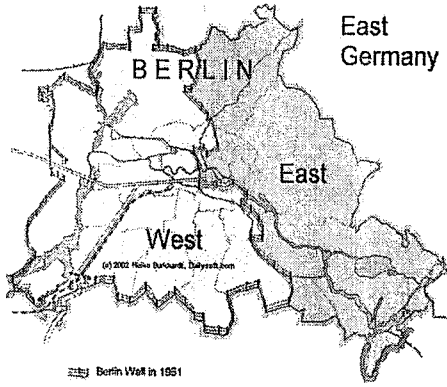 East
Germany
BERLIN
East
West
(c) 2002 Heiko Burkhardt, Dailysoft.com
Berlin Wall in 1961